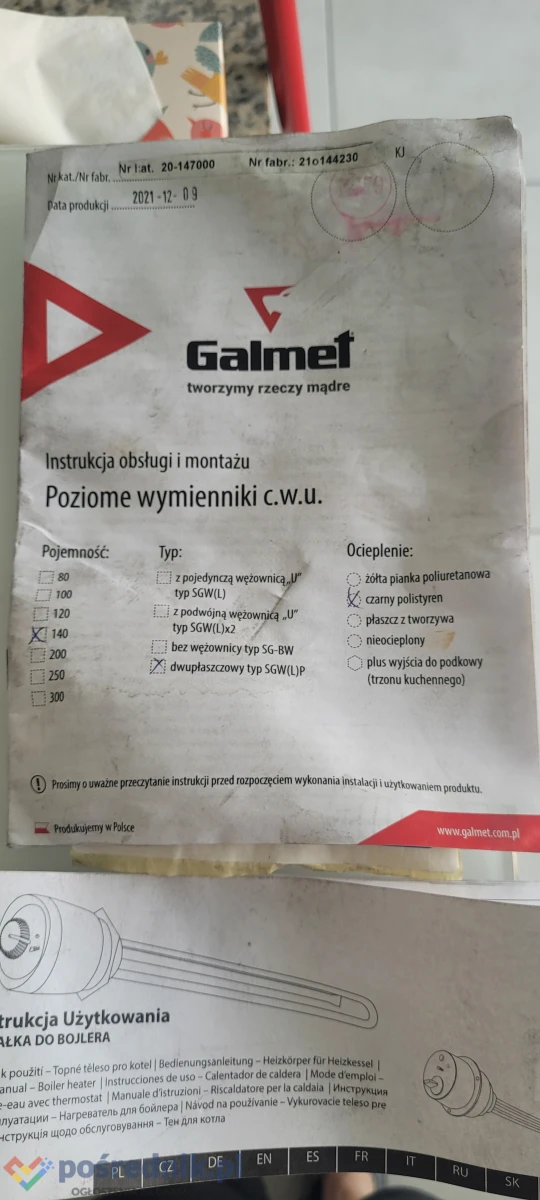 Nr kat./Nr fabr. Nr kat. 20-147000 Nr fabr.: 21o144230 KJ
Data produkcji 2021-12-09
Galmet
tworzymy rzeczy mądre
Instrukcja obsługi i montażu
Poziome wymienniki c.w.u.
Pojemność:
80
100
120
140
200
250
300
Typ:
z pojedynczą wężownicą „U”
typ SGW(L)
z podwójną wężownicą „U”
typ SGW(L)x2
bez wężownicy typ SG-BW
dwupłaszczowy typ SGW(L)P
Ocieplenie:
żółta pianka poliuretanowa
czarny polistyren
płaszcz z tworzywa
nieocieplony
plus wyjścia do podkowy
(trzonu kuchennego)
Prosimy o uważne przeczytanie instrukcji przed rozpoczęciem wykonania instalacji i użytkowaniem produktu.
Produkujemy w Polsce
www.galmet.com.pl
trukcja Użytkowania
AŁKA DO BOJLERA
k použití – Topné těleso pro kotel | Bedienungsanleitung – Heizkörper für Heizkessel |
anual – Boiler heater | Instrucciones de uso – Calentador de caldera | Mode d'emploi –
e-eau avec thermostat | Manuale d'istruzioni – Riscaldatore per la caldaia | Инструкция
плуатации – Нагреватель для бойлера | Návod na používanie – Vykurovacie teleso pre
нструкція щодо обслуговування – Тен для котла
PL CZ DE EN ES FR IT RU SK
pośrednik.pl